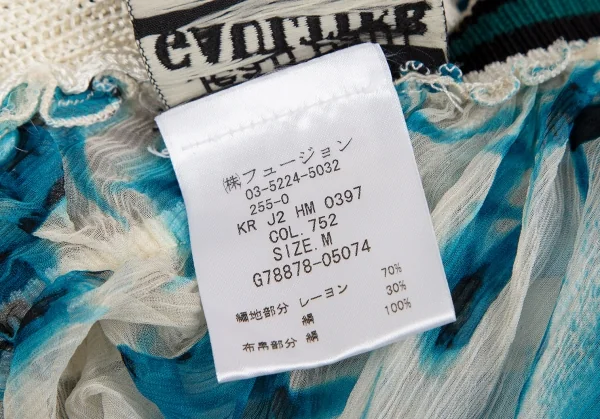 GAULTIER
㈱フュージョン
03-5224-5032
255-0
KR J2 HM 0397
COL.752
SIZE.M
G78878-05074
編地部分 レーヨン 70%
絹 30%
布帛部分 絹 100%